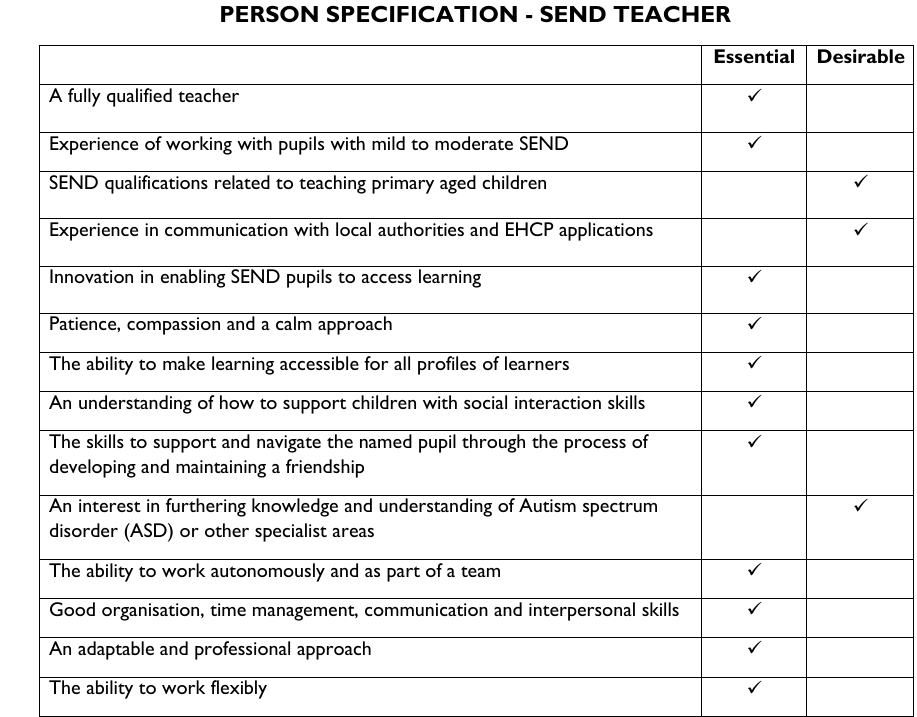 PERSON SPECIFICATION - SEND TEACHER
Essential Desirable
A fully qualified teacher ✓
Experience of working with pupils with mild to moderate SEND ✓
SEND qualifications related to teaching primary aged children ✓
Experience in communication with local authorities and EHCP applications ✓
Innovation in enabling SEND pupils to access learning ✓
Patience, compassion and a calm approach ✓
The ability to make learning accessible for all profiles of learners ✓
An understanding of how to support children with social interaction skills ✓
The skills to support and navigate the named pupil through the process of ✓
developing and maintaining a friendship
An interest in furthering knowledge and understanding of Autism spectrum ✓
disorder (ASD) or other specialist areas
The ability to work autonomously and as part of a team ✓
Good organisation, time management, communication and interpersonal skills ✓
An adaptable and professional approach ✓
The ability to work flexibly ✓